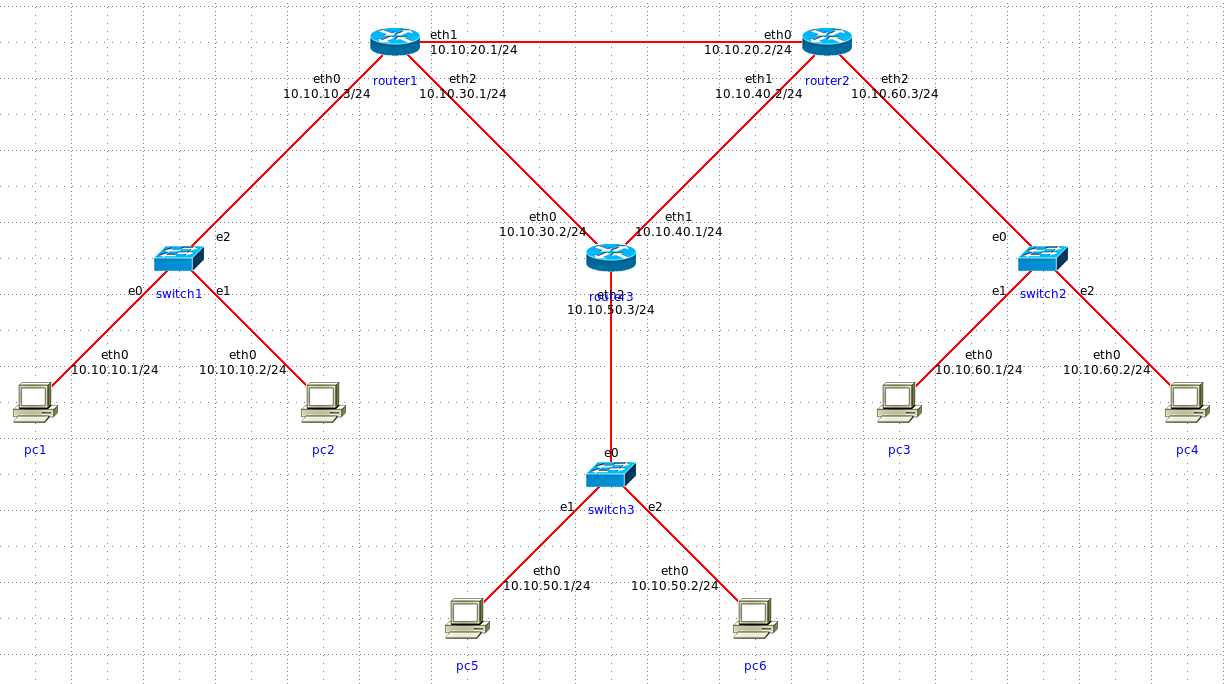 eth1
10.10.20.1/24
eth0
10.10.20.2/24
router1
router2
eth0
10.10.10.3/24
eth2
10.10.30.1/24
eth1
10.10.40.2/24
eth2
10.10.60.3/24
eth0
10.10.30.2/24
eth1
10.10.40.1/24
e2
e0
switch1
router3
eth2
10.10.50.3/24
switch2
e0
e1
e1
e2
eth0
10.10.10.1/24
eth0
10.10.10.2/24
eth0
10.10.60.1/24
eth0
10.10.60.2/24
pc1
pc2
pc3
pc4
e0
switch3
e1
e2
eth0
10.10.50.1/24
eth0
10.10.50.2/24
pc5
pc6